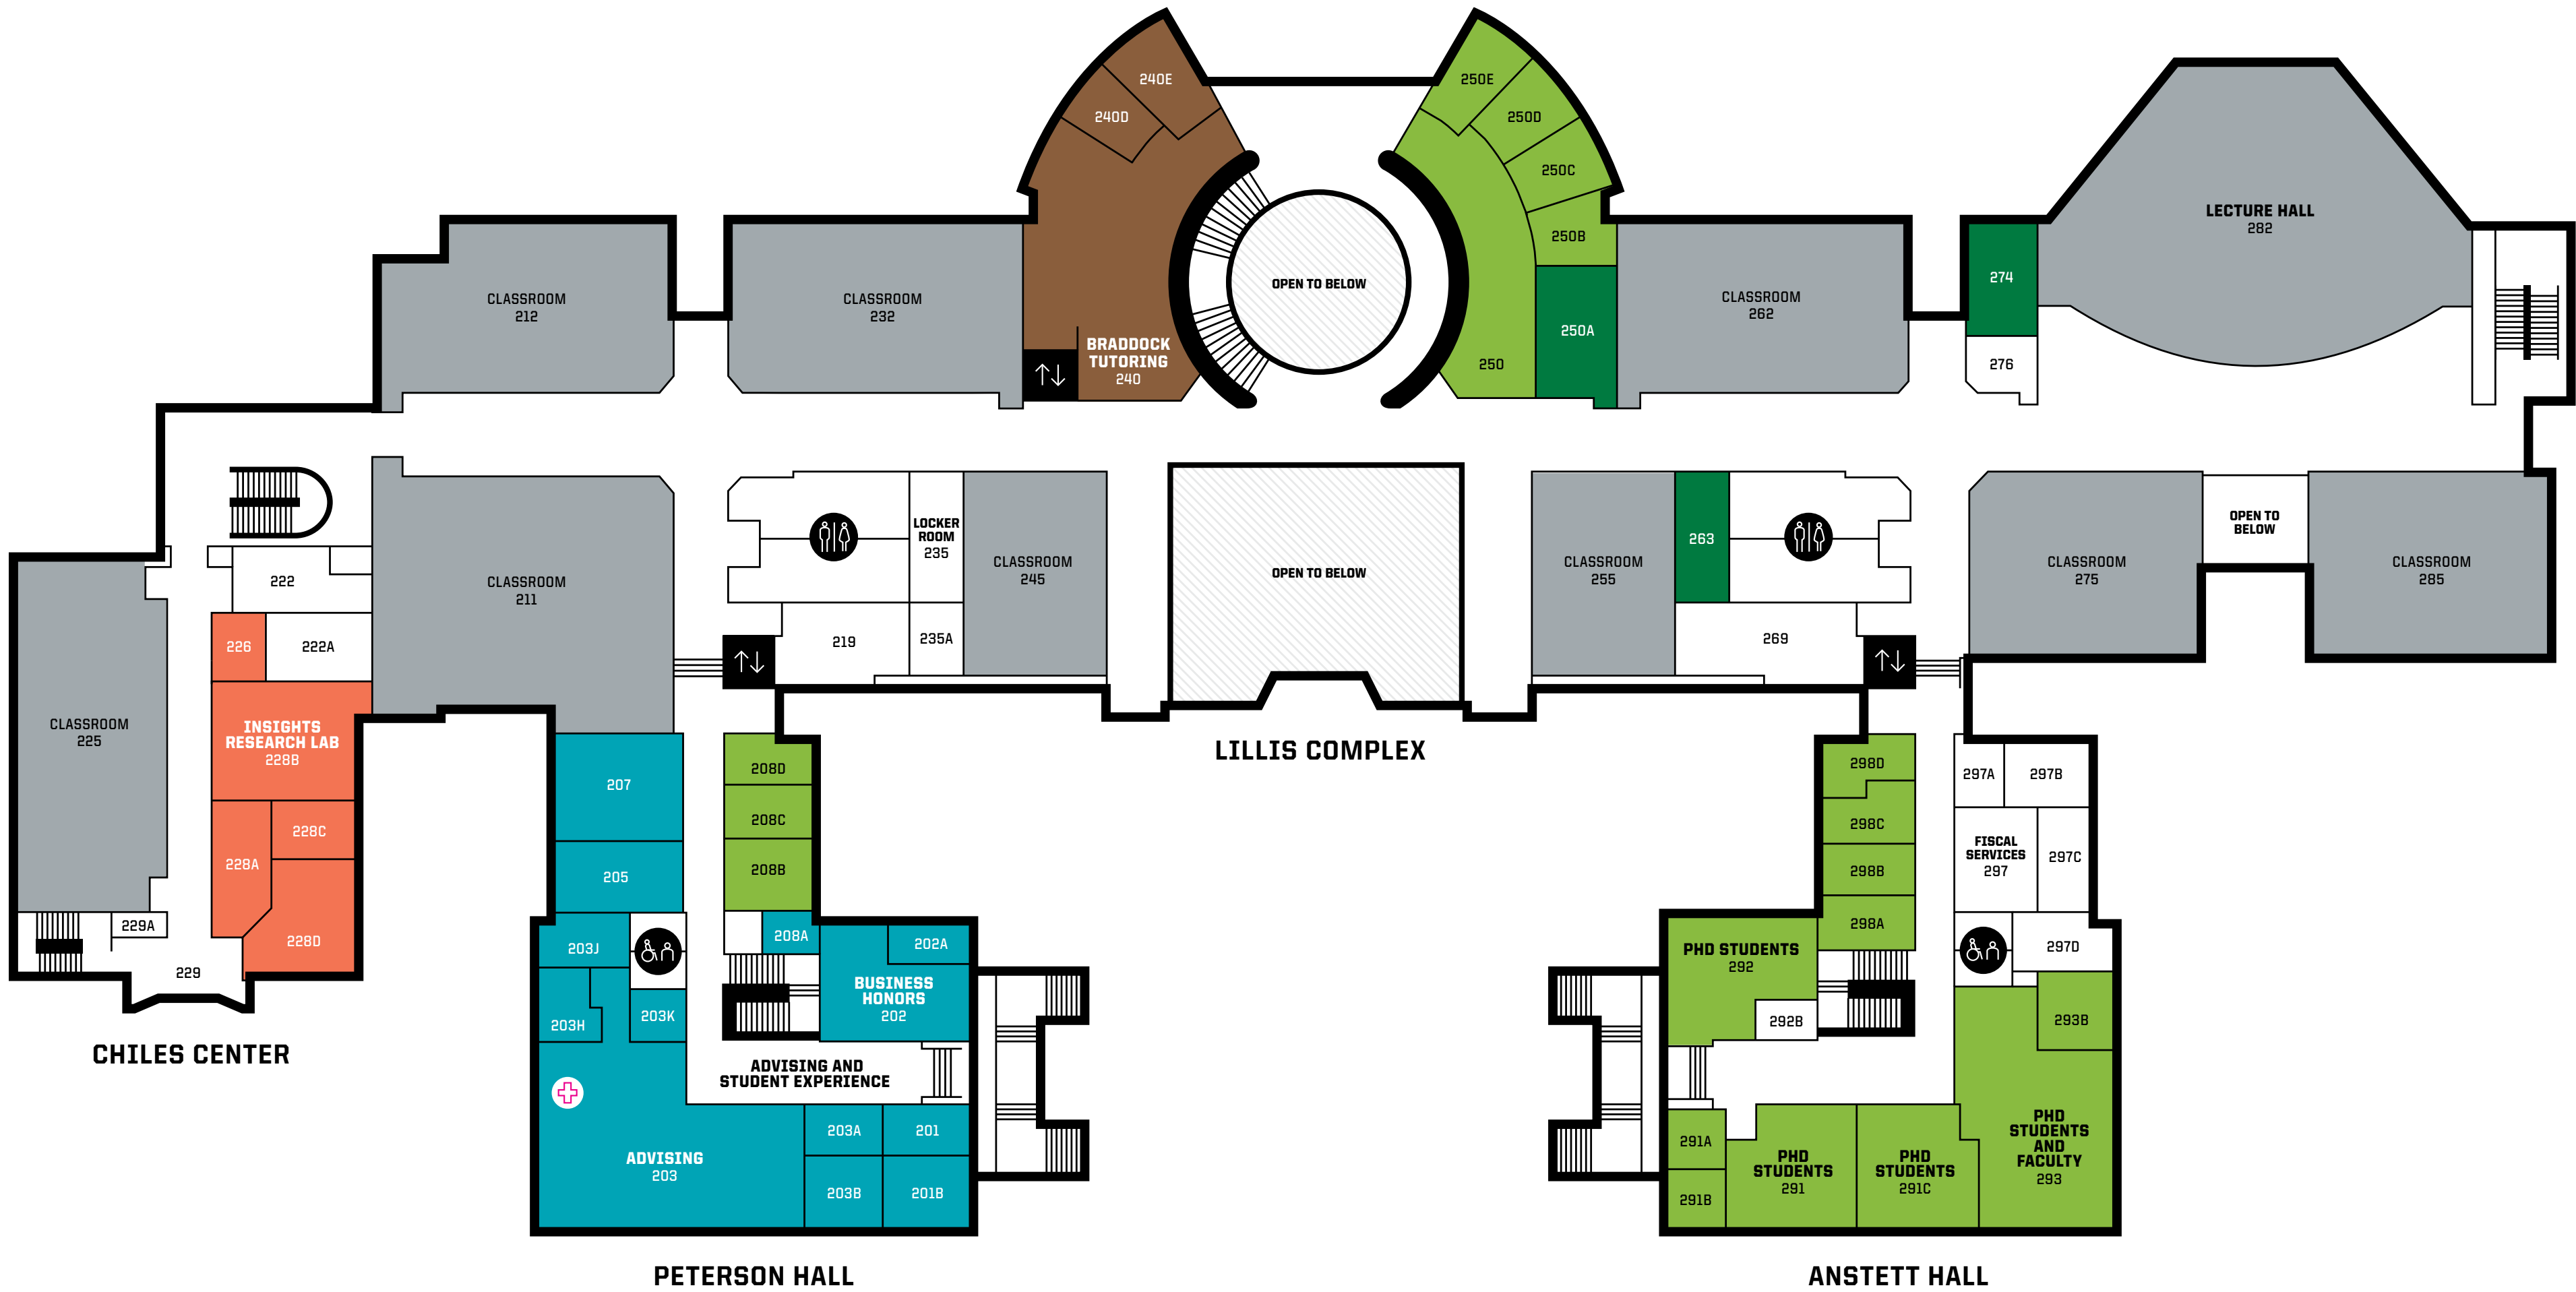 240E
250E
240D
250D
250C
LECTURE HALL
282
250B
274
OPEN TO BELOW
CLASSROOM
212
CLASSROOM
232
CLASSROOM
262
250A
BRADDOCK
TUTORING
240
250
276
LOCKER
ROOM
235
OPEN TO
BELOW
263
CLASSROOM
245
OPEN TO BELOW
CLASSROOM
255
CLASSROOM
275
CLASSROOM
285
222
CLASSROOM
211
226
222A
219
235A
269
CLASSROOM
225
INSIGHTS
RESEARCH LAB
228B
LILLIS COMPLEX
207
208D
298D
297A
297B
228C
208C
298C
228A
FISCAL
SERVICES
297
297C
205
208B
298B
229A
228D
203J
208A
202A
298A
PHD STUDENTS
292
297D
229
BUSINESS
HONORS
202
203H
203K
292B
293B
CHILES CENTER
ADVISING AND
STUDENT EXPERIENCE
203A
201
291A
PHD
STUDENTS
AND
FACULTY
293
ADVISING
203
PHD
STUDENTS
291
PHD
STUDENTS
291C
203B
201B
291B
PETERSON HALL
ANSTETT HALL